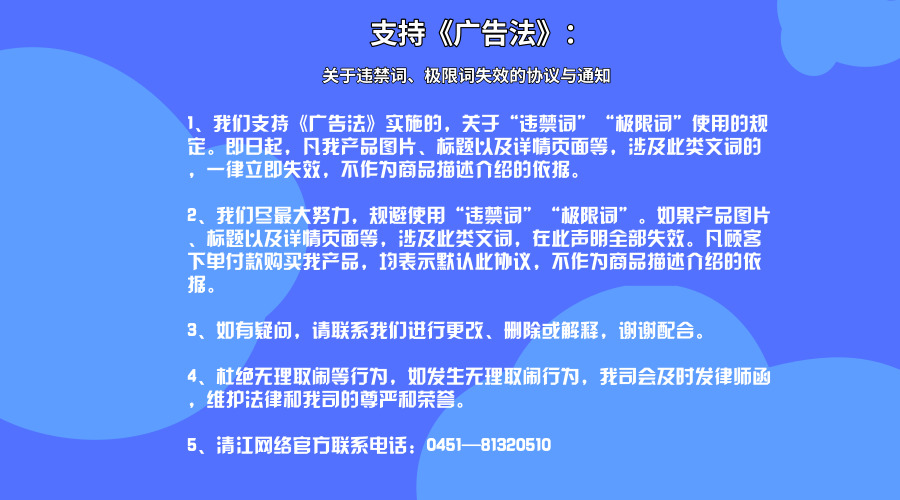 支持《广告法》：
关于违禁词、极限词失效的协议与通知
1、我们支持《广告法》实施的，关于“违禁词”“极限词”使用的规
定。即日起，凡我产品图片、标题以及详情页面等，涉及此类文词的
，一律立即失效，不作为商品描述介绍的依据。
2、我们尽最大努力，规避使用“违禁词”“极限词”。如果产品图片
、标题以及详情页面等，涉及此类文词，在此声明全部失效。凡顾客
下单付款购买我产品，均表示默认此协议，不作为商品描述介绍的依
据。
3、如有疑问，请联系我们进行更改、删除或解释，谢谢配合。
4、杜绝无理取闹等行为，如发生无理取闹行为，我司会及时发律师函
，维护法律和我司的尊严和荣誉。
5、清江网络官方联系电话：0451—81320510